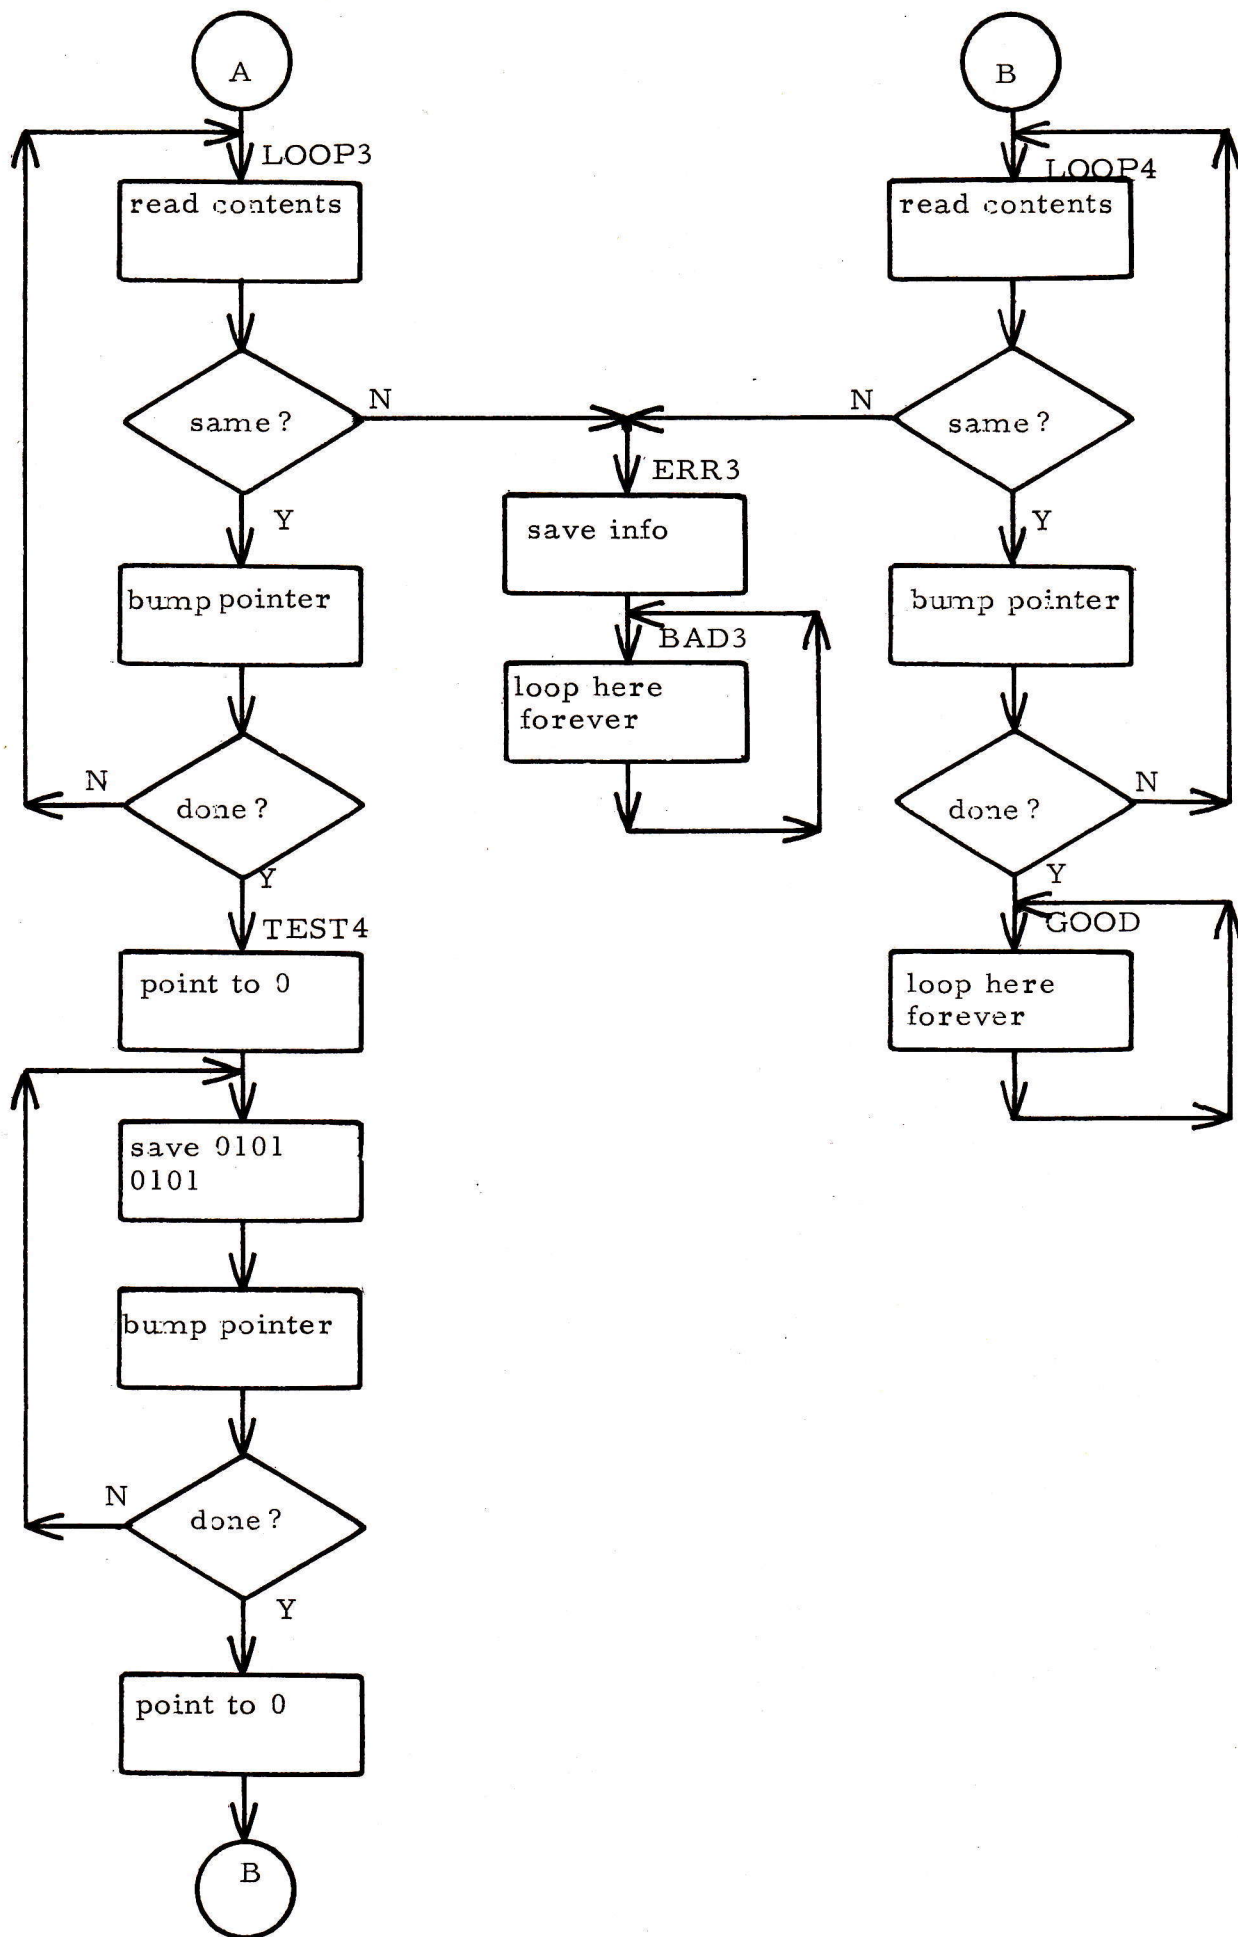 A
LOOP3
read contents
same?
N
Y
bump pointer
done?
N
Y
TEST4
point to 0
save 0101
0101
bump pointer
done?
N
Y
point to 0
B
ERR3
save info
BAD3
loop here
forever
B
LOOP4
read contents
same?
N
Y
bump pointer
done?
N
Y
GOOD
loop here
forever